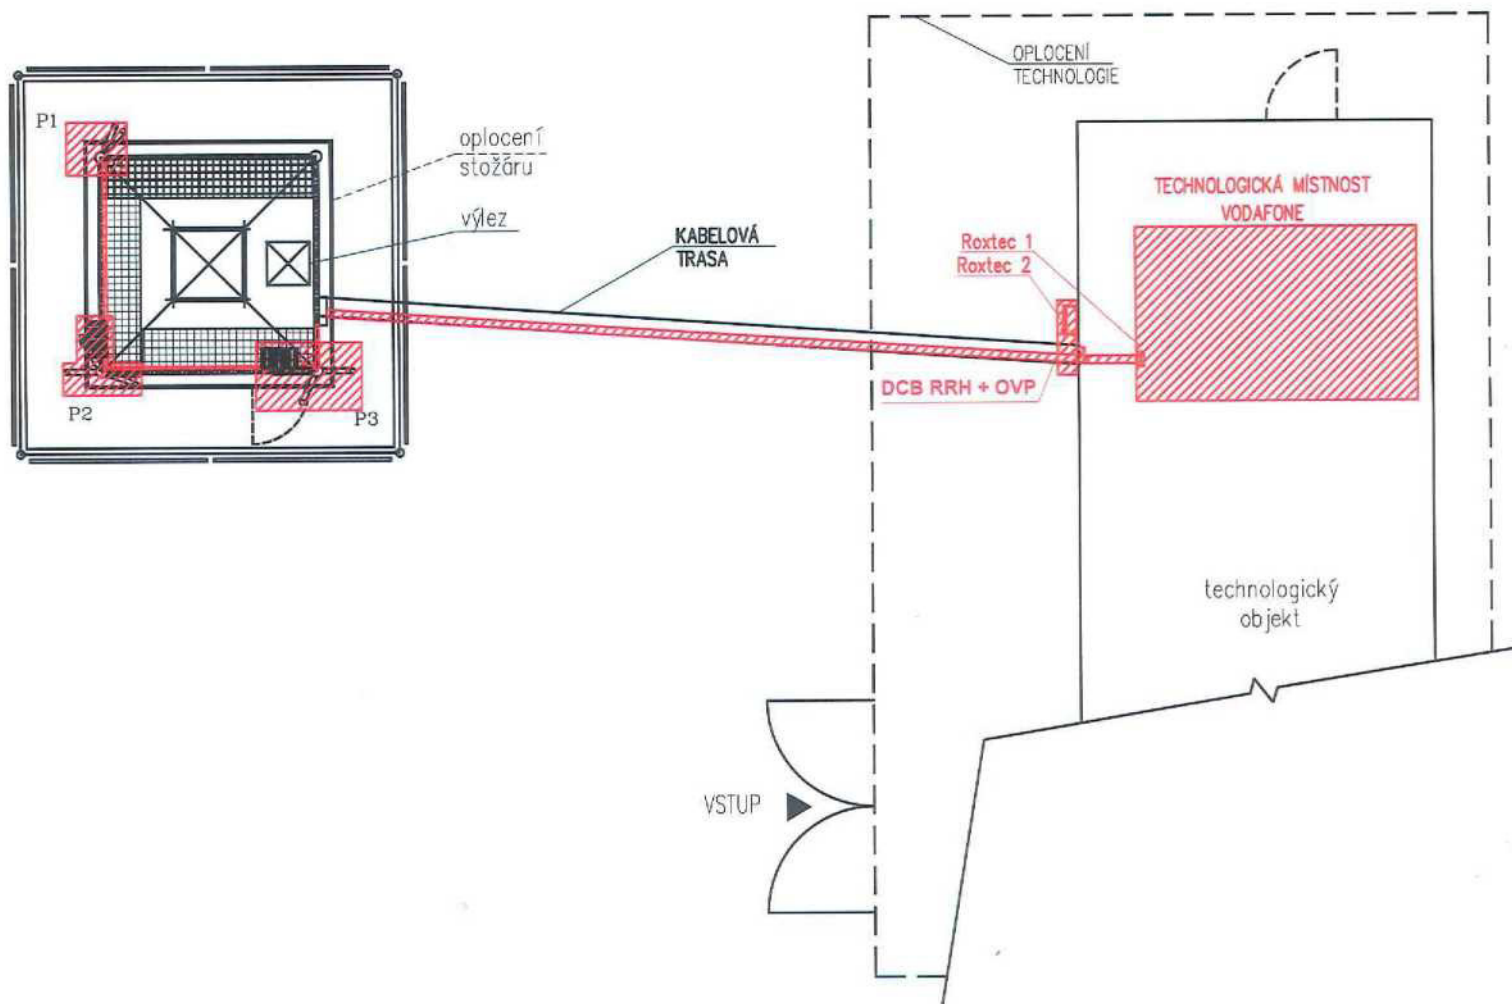 OPLOCENÍ
TECHNOLOGIE
P1
oplocení
stožáru
výlez
KABELOVÁ
TRASA
TECHNOLOGICKÁ MÍSTNOST
VODAFONE
Roxtec 1
Roxtec 2
DCB RRH + OVP
P2
P3
technologický
objekt
VSTUP